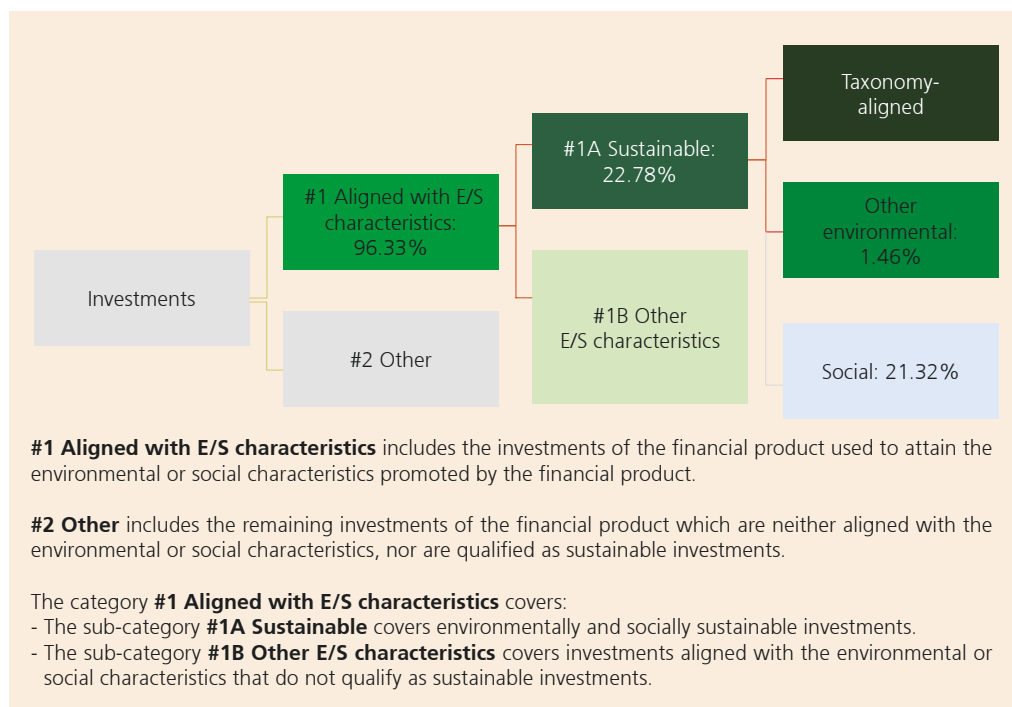 Taxonomy-
aligned
#1A Sustainable:
22.78%
#1 Aligned with E/S
characteristics:
96.33%
Other
environmental:
1.46%
Investments
#1B Other
E/S characteristics
#2 Other
Social: 21.32%
#1 Aligned with E/S characteristics includes the investments of the financial product used to attain the
environmental or social characteristics promoted by the financial product.
#2 Other includes the remaining investments of the financial product which are neither aligned with the
environmental or social characteristics, nor are qualified as sustainable investments.
The category #1 Aligned with E/S characteristics covers:
- The sub-category #1A Sustainable covers environmentally and socially sustainable investments.
- The sub-category #1B Other E/S characteristics covers investments aligned with the environmental or
social characteristics that do not qualify as sustainable investments.